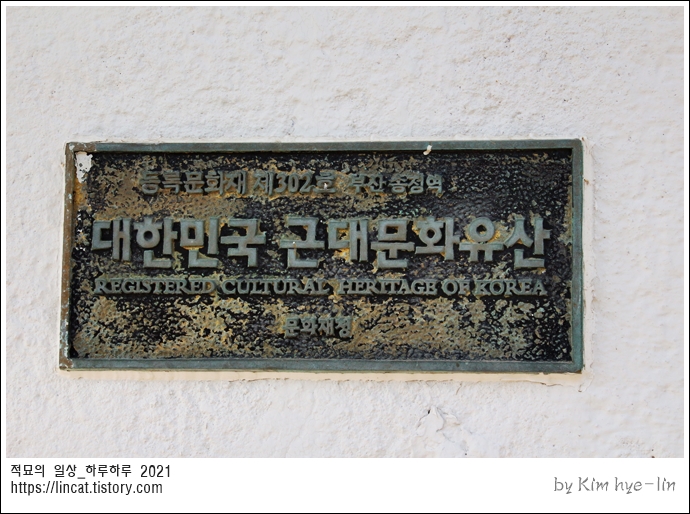 등록문화재 제302호 부산 송정역
대한민국 근대문화유산
REGISTERED CULTURAL HERITAGE OF KOREA
문화재청
적묘의 일상_하루하루 2021
https://lincat.tistory.com
by Kim hye-lin